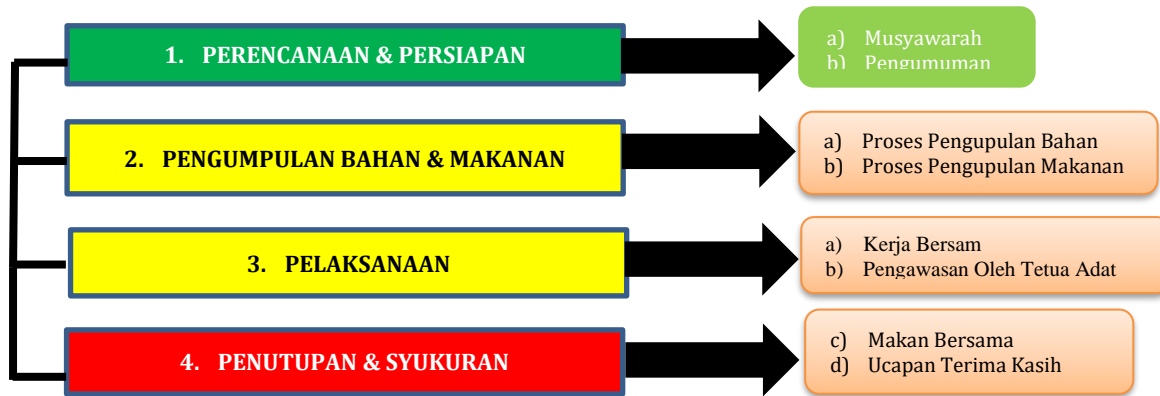 1. PERENCANAAN & PERSIAPAN
a) Musyawarah
b) Pengumuman
2. PENGUMPULAN BAHAN & MAKANAN
a) Proses Pengupulan Bahan
b) Proses Pengupulan Makanan
3. PELAKSANAAN
a) Kerja Bersam
b) Pengawasan Oleh Tetua Adat
4. PENUTUPAN & SYUKURAN
c) Makan Bersama
d) Ucapan Terima Kasih